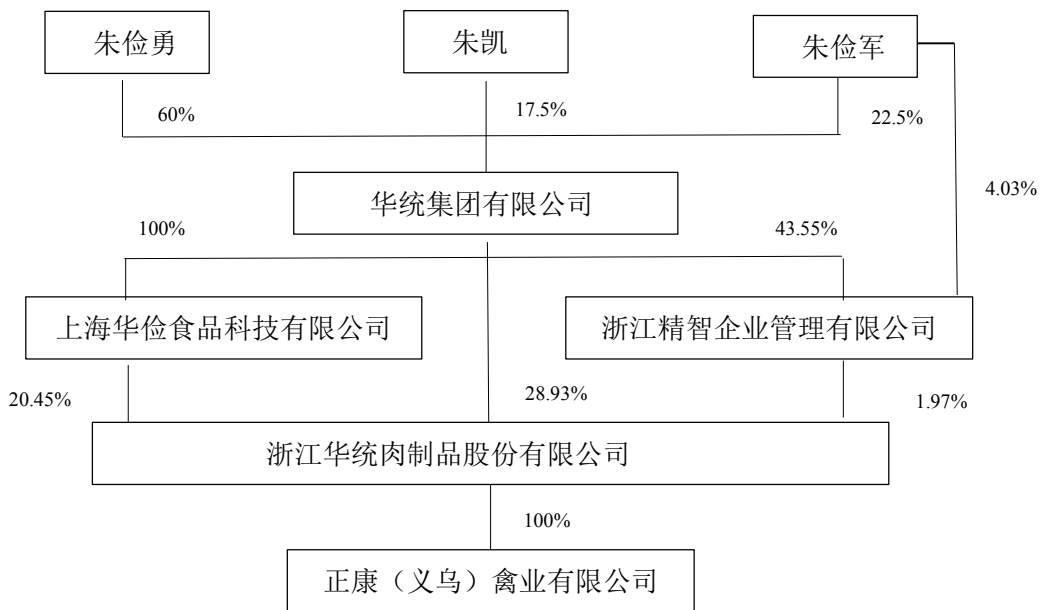 朱俭勇
朱凯
朱俭军
60%
17.5%
22.5%
4.03%
华统集团有限公司
100%
43.55%
上海华俭食品科技有限公司
浙江精智企业管理有限公司
20.45%
28.93%
1.97%
浙江华统肉制品股份有限公司
100%
正康（义乌）禽业有限公司